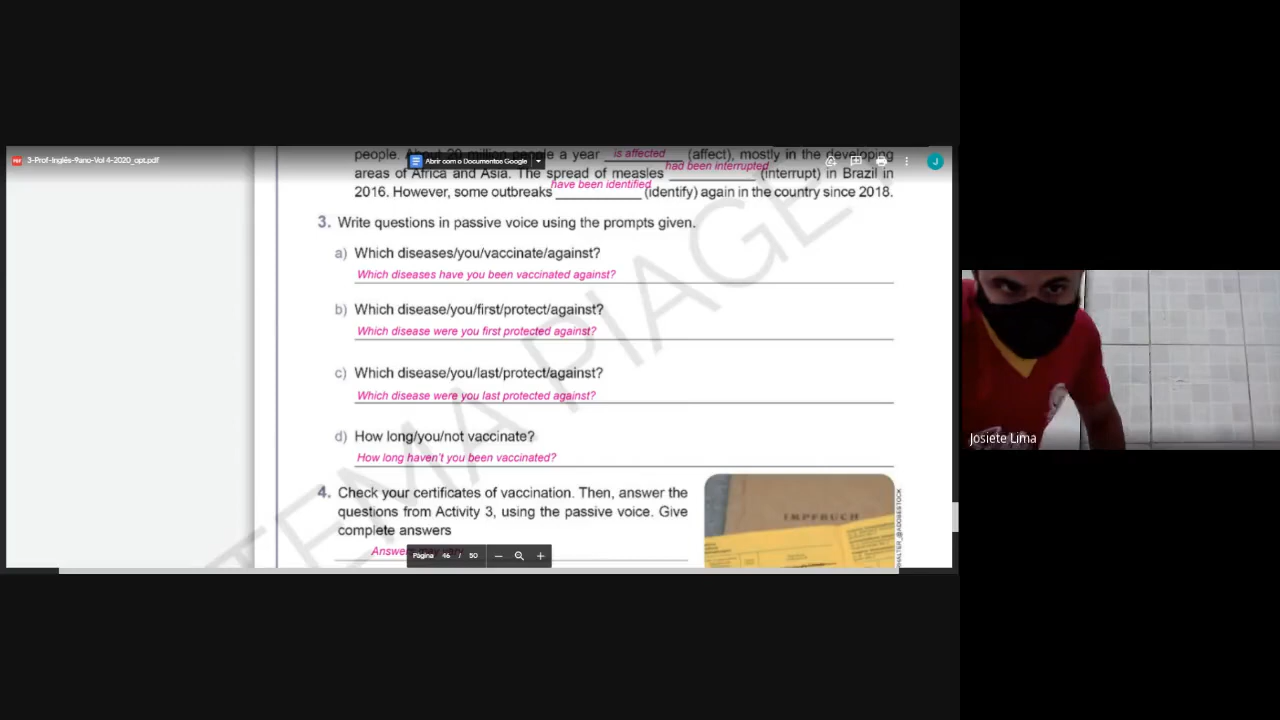 3-Prof-Inglês-9ano-Vol 4-2020_opt.pdf
Abrir com o Documentos Google
J
people. About 20 million people a year is affected (affect), mostly in the developing
areas of Africa and Asia. The spread of measles had been interrupted (interrupt) in Brazil in
2016. However, some outbreaks have been identified (identify) again in the country since 2018.
3. Write questions in passive voice using the prompts given.
a) Which diseases/you/vaccinate/against?
Which diseases have you been vaccinated against?
b) Which disease/you/first/protect/against?
Which disease were you first protected against?
c) Which disease/you/last/protect/against?
Which disease were you last protected against?
d) How long/you/not vaccinate?
How long haven't you been vaccinated?
4. Check your certificates of vaccination. Then, answer the
questions from Activity 3, using the passive voice. Give
complete answers
Answers may vary
IMPFBUCH
Página 46 / 50
TEMA PIAGET
Josiete Lima